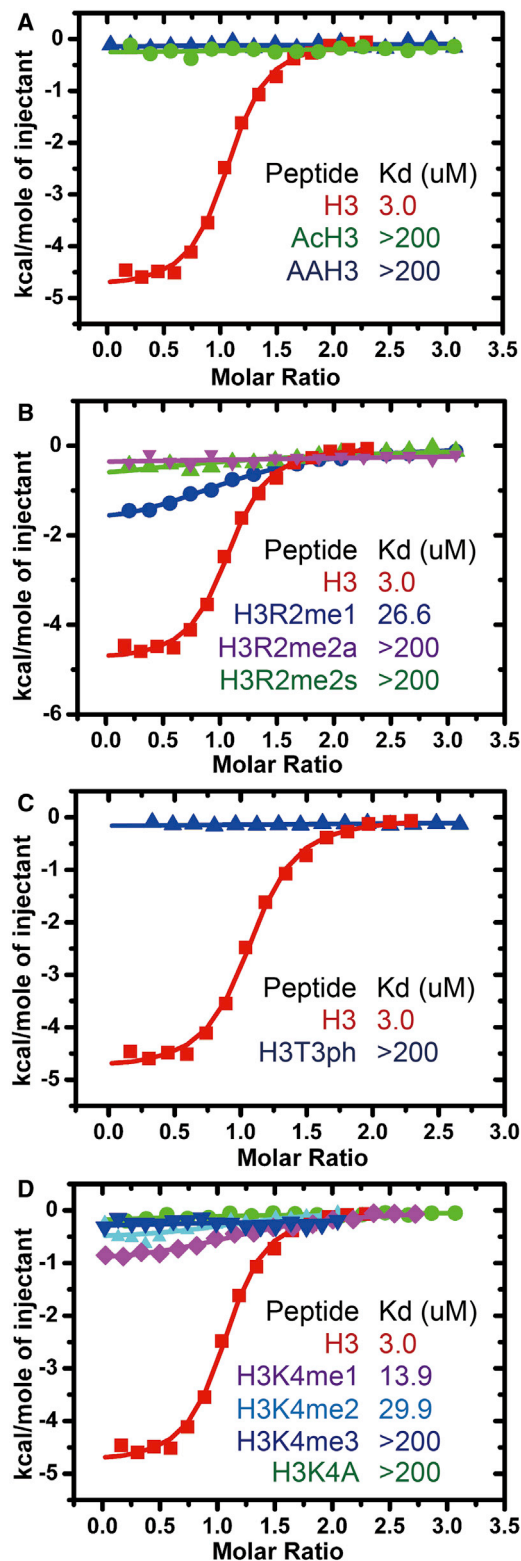 A
kcal/mole of injectant
0
-1
-2
-3
-4
-5
Peptide Kd (uM)
H3 3.0
AcH3 >200
AAH3 >200
0.0 0.5 1.0 1.5 2.0 2.5 3.0 3.5
Molar Ratio
B
kcal/mole of injectant
0
-2
-4
-6
Peptide Kd (uM)
H3 3.0
H3R2me1 26.6
H3R2me2a >200
H3R2me2s >200
0.0 0.5 1.0 1.5 2.0 2.5 3.0 3.5
Molar Ratio
C
kcal/mole of injectant
0
-1
-2
-3
-4
-5
Peptide Kd (uM)
H3 3.0
H3T3ph >200
0.0 0.5 1.0 1.5 2.0 2.5 3.0
Molar Ratio
D
kcal/mole of injectant
0
-1
-2
-3
-4
-5
Peptide Kd (uM)
H3 3.0
H3K4me1 13.9
H3K4me2 29.9
H3K4me3 >200
H3K4A >200
0.0 0.5 1.0 1.5 2.0 2.5 3.0 3.5
Molar Ratio